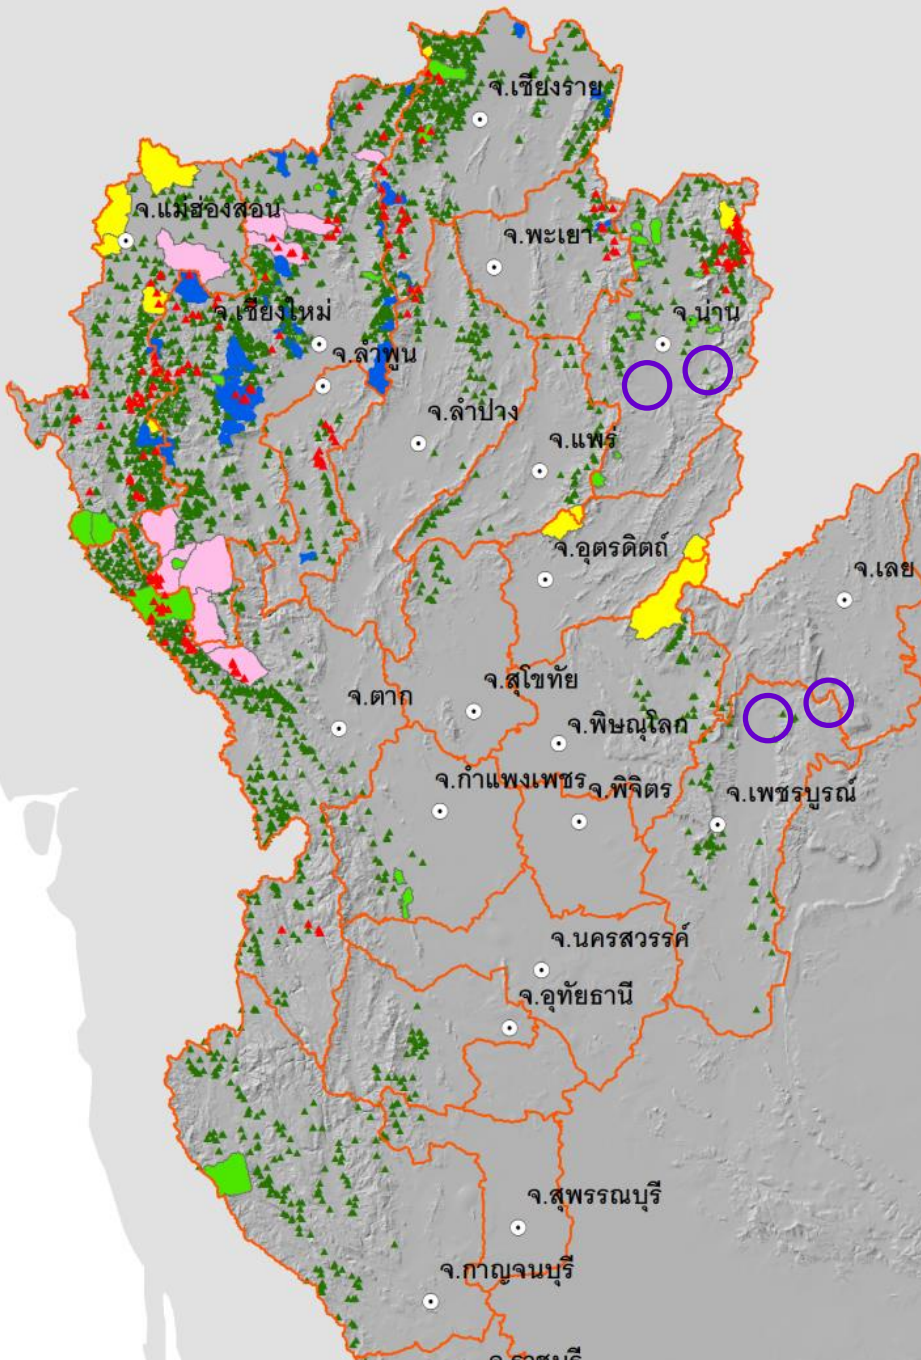 จ.เชียงราย
จ.แม่ฮ่องสอน
จ.พะเยา
จ.เชียงใหม่
จ.น่าน
จ.ลำพูน
จ.ลำปาง
จ.แพร่
จ.อุตรดิตถ์
จ.เลย
จ.ตาก
จ.สุโขทัย
จ.พิษณุโลก
จ.กำแพงเพชร
จ.พิจิตร
จ.เพชรบูรณ์
จ.นครสวรรค์
จ.อุทัยธานี
จ.สุพรรณบุรี
จ.กาญจนบุรี
จ.ราชบุรี